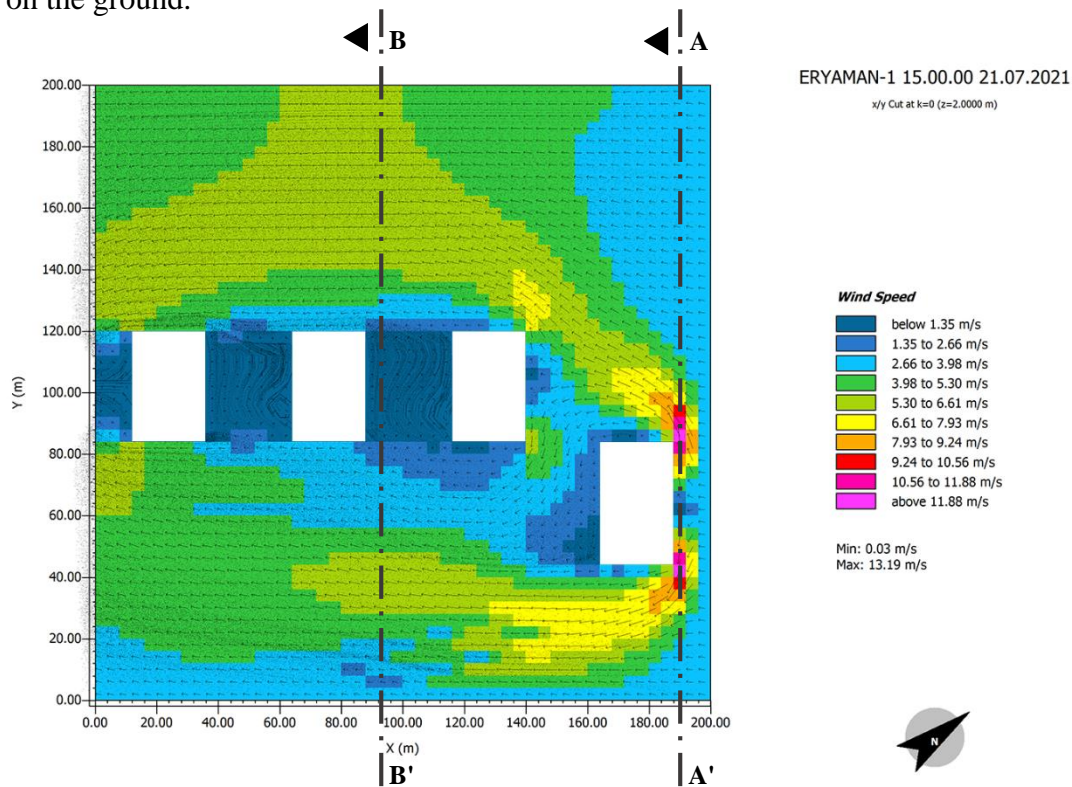 on the ground.
B
A
ERYAMAN-1 15.00.00 21.07.2021
x/y Cut at k=0 (z=2.0000 m)
200.00
180.00
160.00
140.00
120.00
100.00
80.00
60.00
40.00
20.00
0.00
Y (m)
0.00 20.00 40.00 60.00 80.00 100.00 120.00 140.00 160.00 180.00 200.00
X (m)
B'
A'
Wind Speed
below 1.35 m/s
1.35 to 2.66 m/s
2.66 to 3.98 m/s
3.98 to 5.30 m/s
5.30 to 6.61 m/s
6.61 to 7.93 m/s
7.93 to 9.24 m/s
9.24 to 10.56 m/s
10.56 to 11.88 m/s
above 11.88 m/s
Min: 0.03 m/s
Max: 13.19 m/s
N